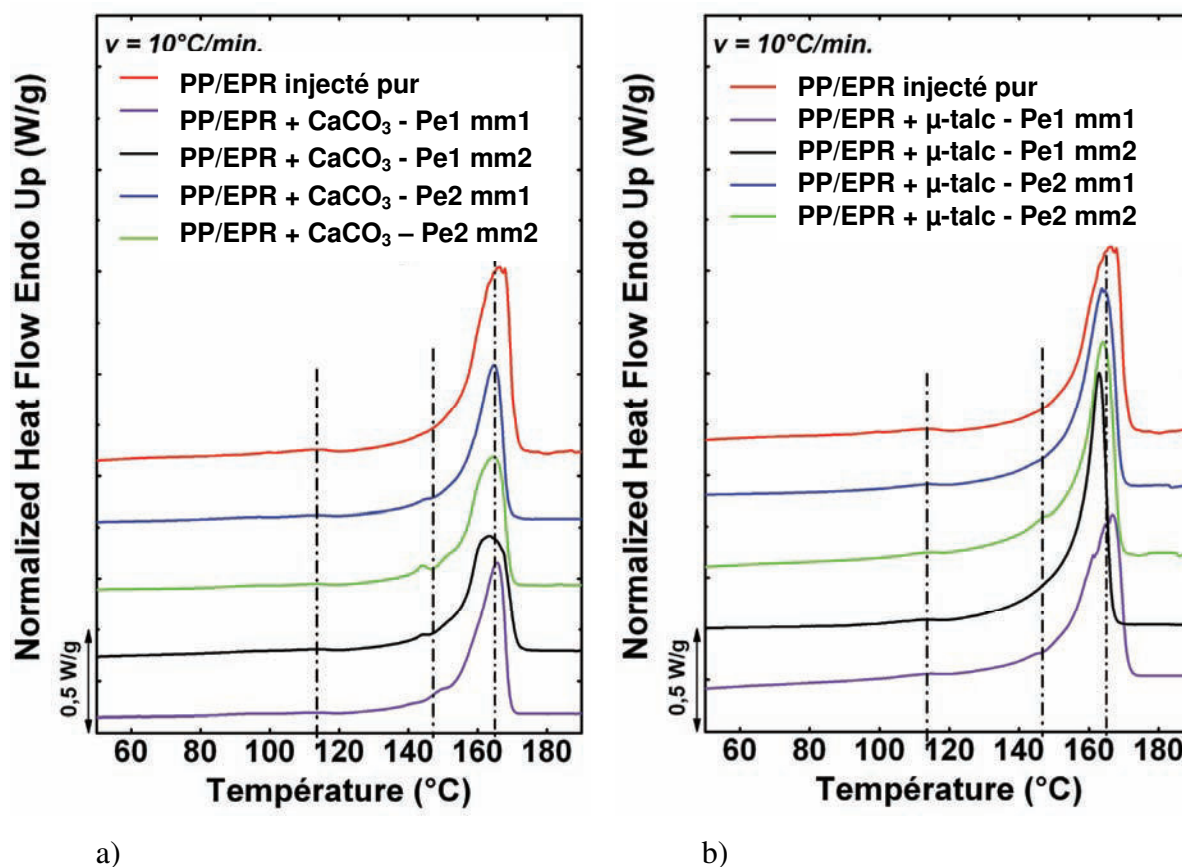 v = 10°C/min.
PP/EPR injecté pur
PP/EPR + CaCO₃ - Pe1 mm1
PP/EPR + CaCO₃ - Pe1 mm2
PP/EPR + CaCO₃ - Pe2 mm1
PP/EPR + CaCO₃ – Pe2 mm2
Normalized Heat Flow Endo Up (W/g)
0,5 W/g
60 80 100 120 140 160 180
Température (°C)
a)
v = 10°C/min.
PP/EPR injecté pur
PP/EPR + µ-talc - Pe1 mm1
PP/EPR + µ-talc - Pe1 mm2
PP/EPR + µ-talc - Pe2 mm1
PP/EPR + µ-talc - Pe2 mm2
Normalized Heat Flow Endo Up (W/g)
0,5 W/g
60 80 100 120 140 160 180
Température (°C)
b)